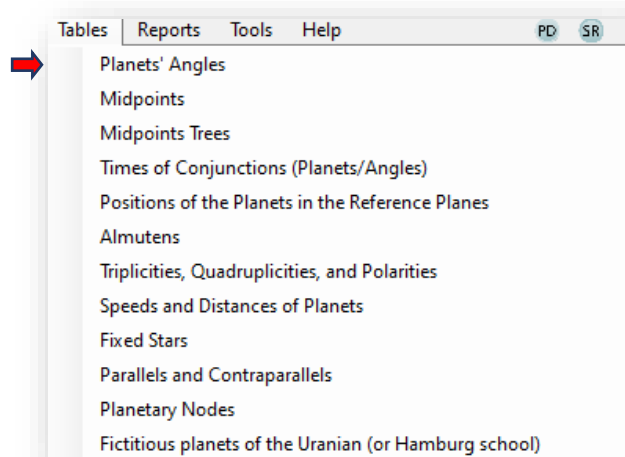 Tables Reports Tools Help PD SR
Planets' Angles
Midpoints
Midpoints Trees
Times of Conjunctions (Planets/Angles)
Positions of the Planets in the Reference Planes
Almutens
Triplicities, Quadruplicities, and Polarities
Speeds and Distances of Planets
Fixed Stars
Parallels and Contraparallels
Planetary Nodes
Fictitious planets of the Uranian (or Hamburg school)